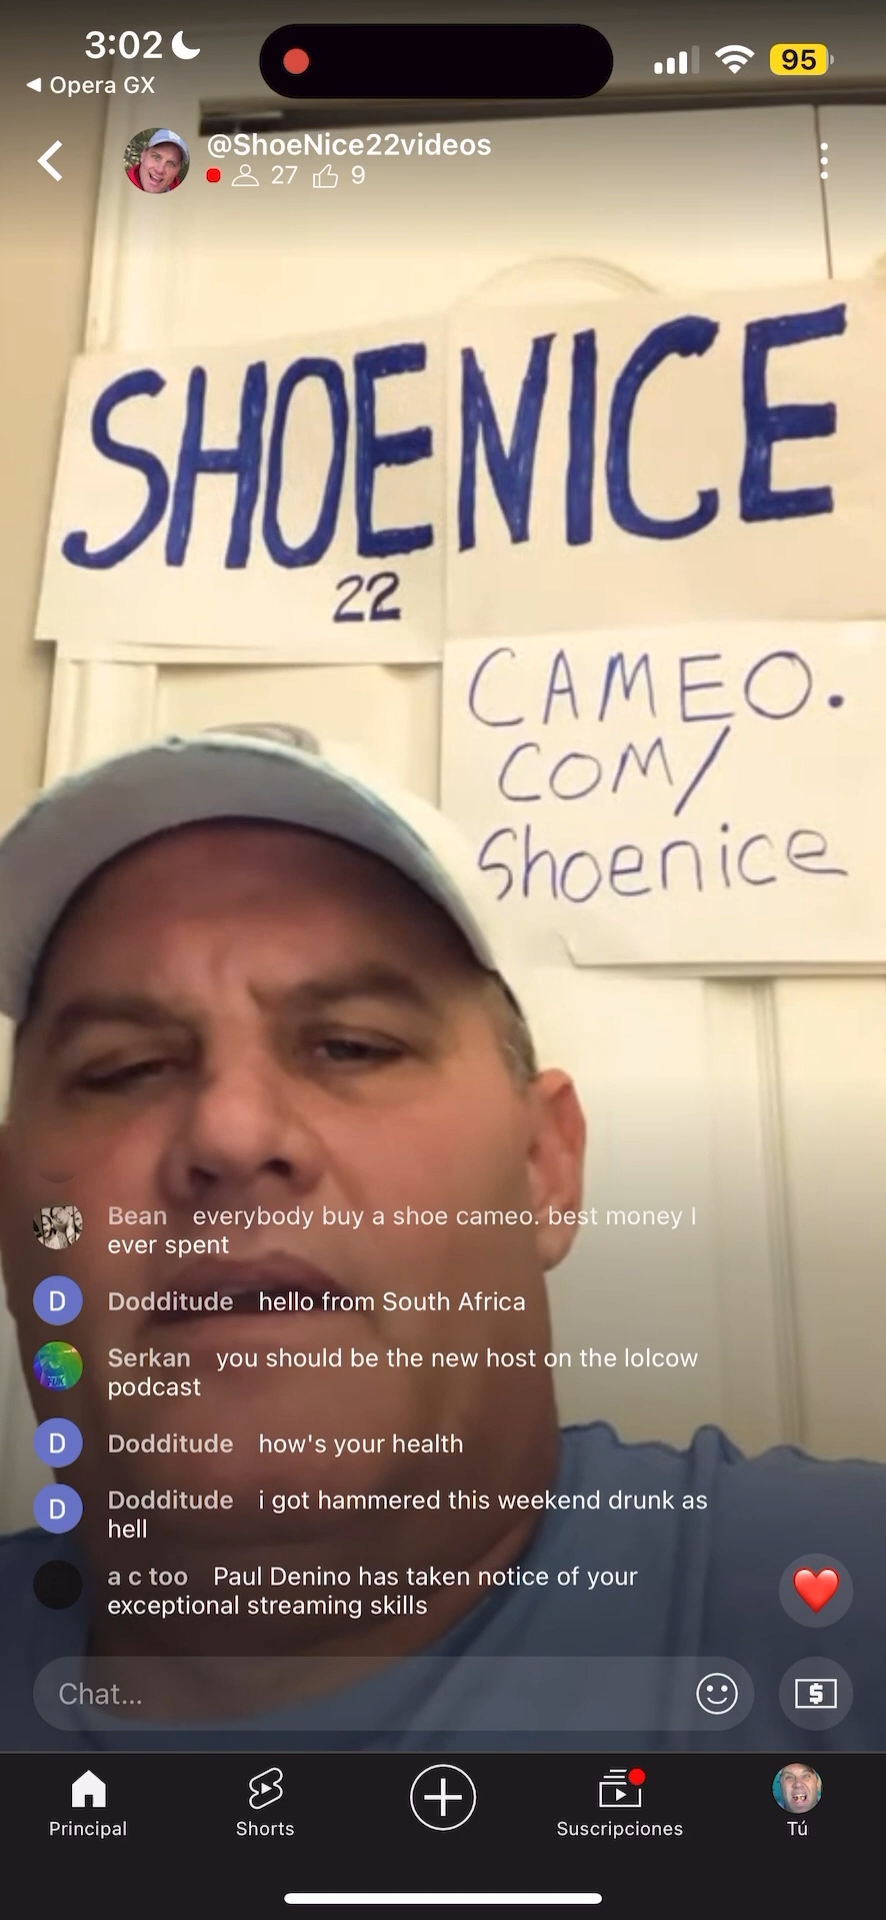 3:02
95
Opera GX
@ShoeNice22videos
27 9
SHOENICE
22
CAMEO.
COM/
Shoenice
Bean everybody buy a shoe cameo. best money I
ever spent
D Dodditude hello from South Africa
Serkan you should be the new host on the lolcow
podcast
D Dodditude how's your health
D Dodditude i got hammered this weekend drunk as
hell
a c too Paul Denino has taken notice of your
exceptional streaming skills
Chat...
$
Principal
Shorts
Suscripciones
Tú